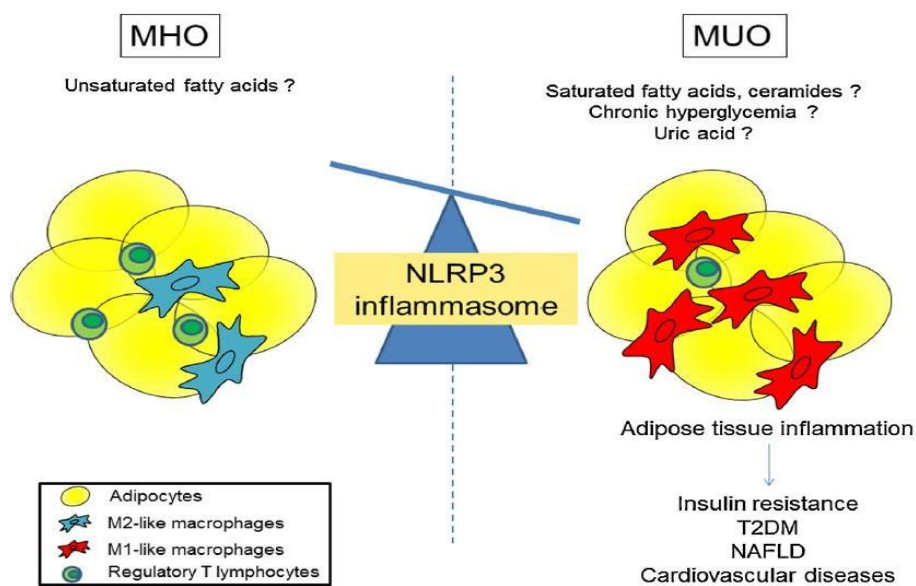 MHO
Unsaturated fatty acids ?
MUO
Saturated fatty acids, ceramides ?
Chronic hyperglycemia ?
Uric acid ?
NLRP3
inflammasome
Adipose tissue inflammation
Insulin resistance
T2DM
NAFLD
Cardiovascular diseases
Adipocytes
M2-like macrophages
M1-like macrophages
Regulatory T lymphocytes